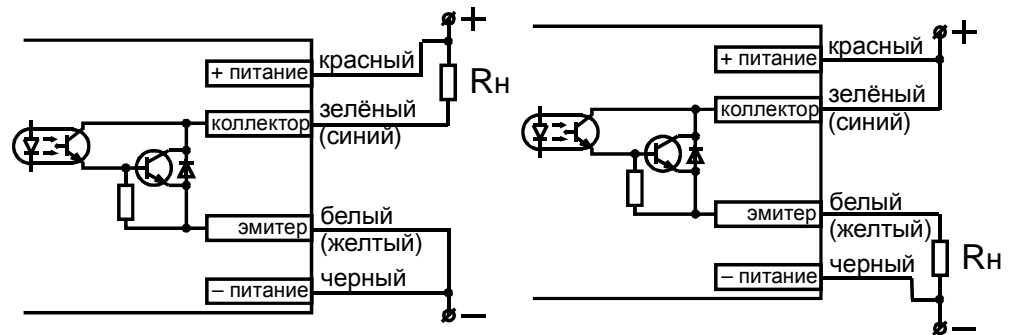 +
красный
+ питание
Rн
зелёный
коллектор
(синий)
белый
эмитер
(желтый)
черный
– питание
–
+
красный
+ питание
зелёный
коллектор
(синий)
белый
эмитер
(желтый)
Rн
черный
– питание
–